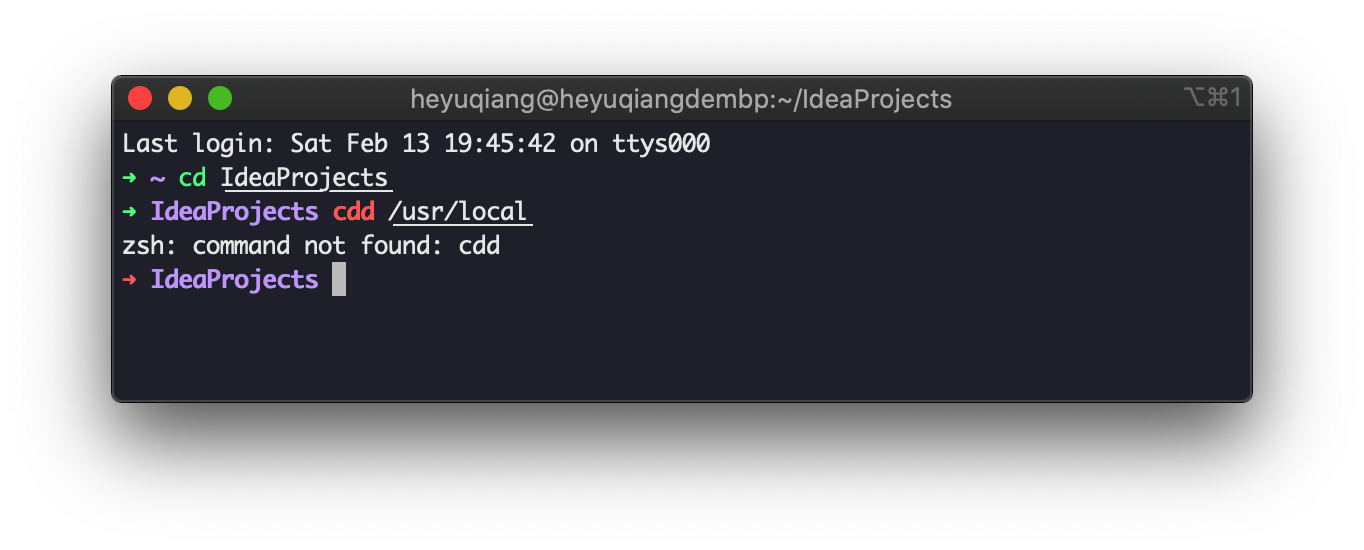 heyuqiang@heyuqiangdembp:~/IdeaProjects ⌥⌘1
Last login: Sat Feb 13 19:45:42 on ttys000
➜ ~ cd IdeaProjects
➜ IdeaProjects cdd /usr/local
zsh: command not found: cdd
➜ IdeaProjects